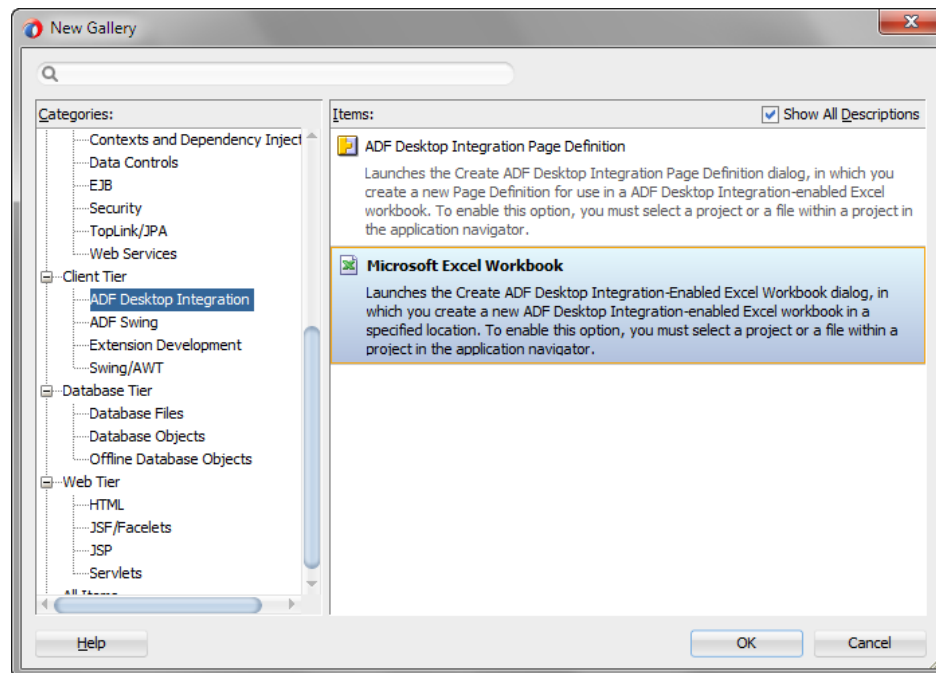 New Gallery
Categories:
Contexts and Dependency Inject
Data Controls
EJB
Security
TopLink/JPA
Web Services
Client Tier
ADF Desktop Integration
ADF Swing
Extension Development
Swing/AWT
Database Tier
Database Files
Database Objects
Offline Database Objects
Web Tier
HTML
JSF/Facelets
JSP
Servlets
All Items
Items:
Show All Descriptions
ADF Desktop Integration Page Definition
Launches the Create ADF Desktop Integration Page Definition dialog, in which you
create a new Page Definition for use in a ADF Desktop Integration-enabled Excel
workbook. To enable this option, you must select a project or a file within a project in
the application navigator.
Microsoft Excel Workbook
Launches the Create ADF Desktop Integration-Enabled Excel Workbook dialog, in
which you create a new ADF Desktop Integration-enabled Excel workbook in a
specified location. To enable this option, you must select a project or a file within a
project in the application navigator.
Help
OK
Cancel